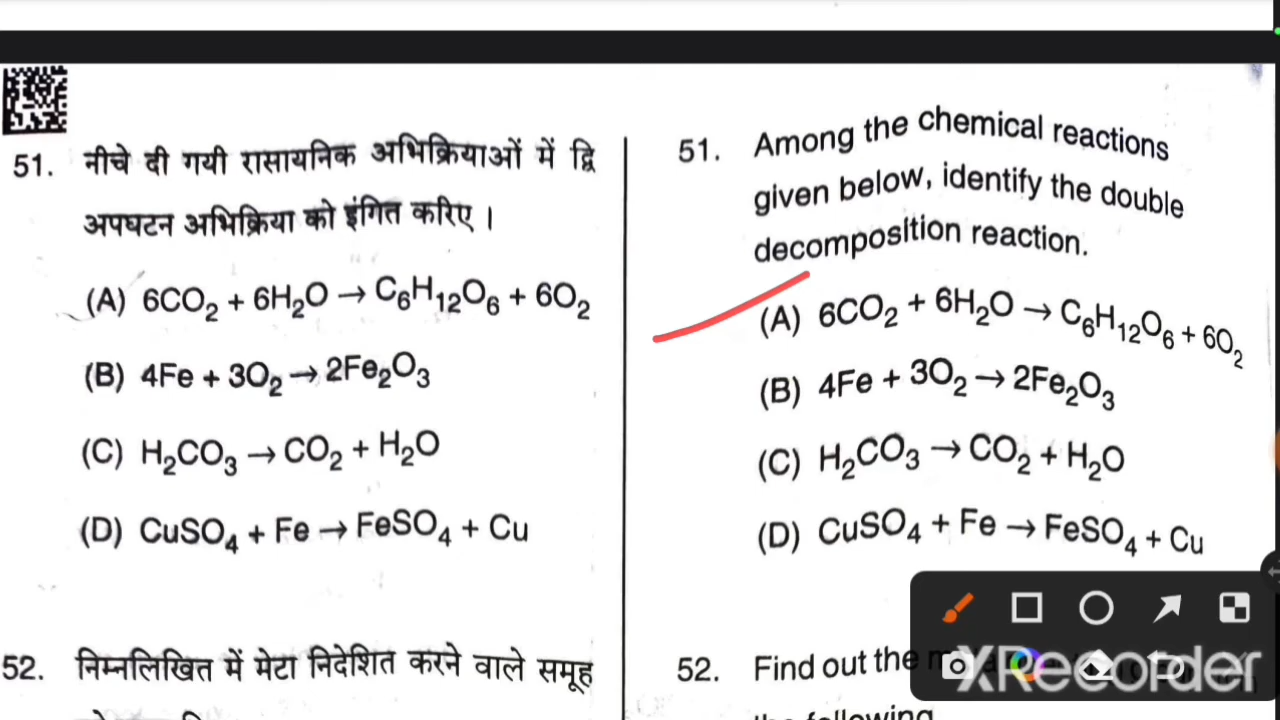 51. नीचे दी गयी रासायनिक अभिक्रियाओं में द्वि
अपघटन अभिक्रिया को इंगित करिए ।
(A) 6CO₂ + 6H₂O → C₆H₁₂O₆ + 6O₂
(B) 4Fe + 3O₂ → 2Fe₂O₃
(C) H₂CO₃ → CO₂ + H₂O
(D) CuSO₄ + Fe → FeSO₄ + Cu
52. निम्नलिखित में मेटा निदेशित करने वाले समूह
51. Among the chemical reactions
given below, identify the double
decomposition reaction.
(A) 6CO₂ + 6H₂O → C₆H₁₂O₆ + 6O₂
(B) 4Fe + 3O₂ → 2Fe₂O₃
(C) H₂CO₃ → CO₂ + H₂O
(D) CuSO₄ + Fe → FeSO₄ + Cu
52. Find out the
the following
XRecorder